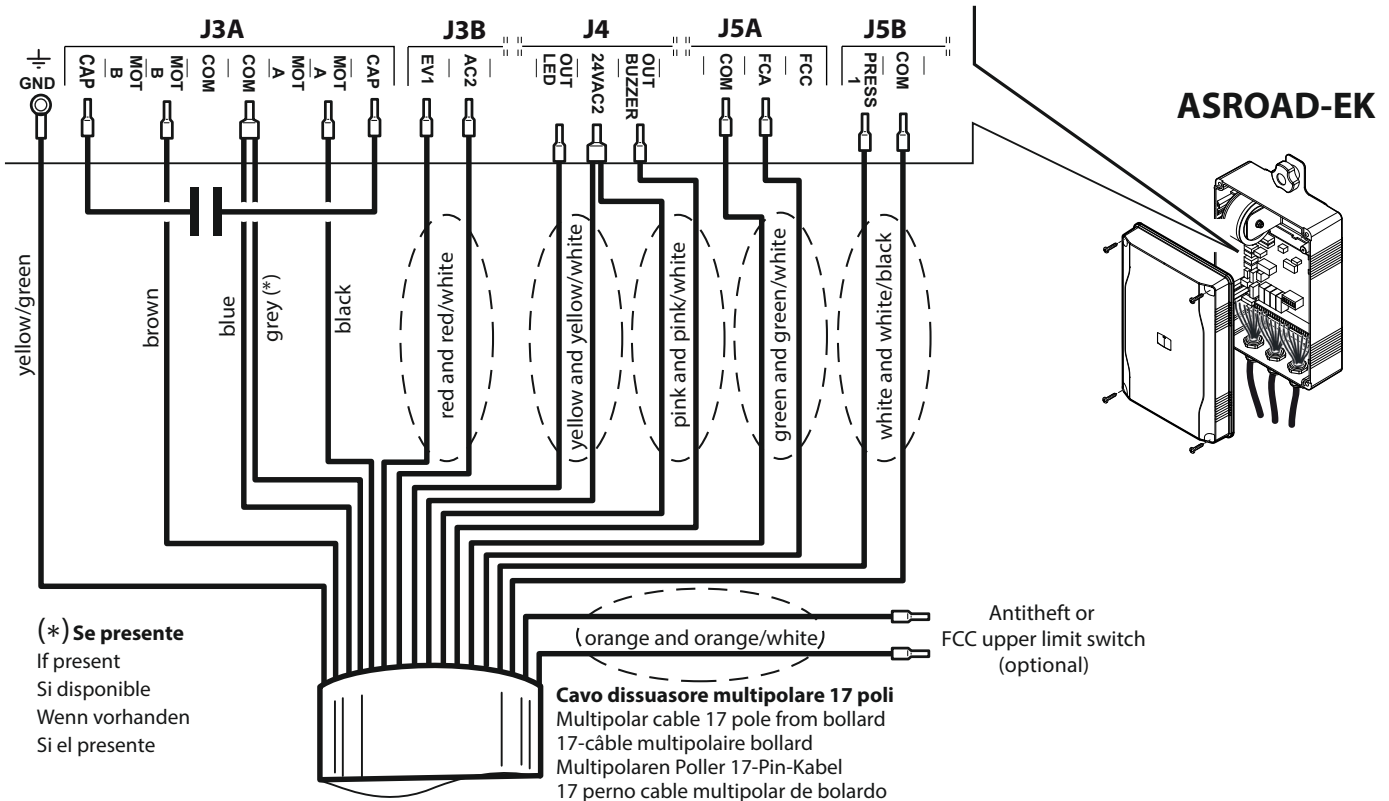 J3A
J3B
J4
J5A
J5B
GND
CAP
MOT B
MOT B
COM
COM
MOT A
MOT A
CAP
EV1
AC2
OUT LED
24VAC2
OUT BUZZER
COM
FCA
FCC
PRESS 1
COM
ASROAD-EK
yellow/green
brown
blue
grey (*)
black
red and red/white
yellow and yellow/white
pink and pink/white
green and green/white
white and white/black
orange and orange/white
Antitheft or
FCC upper limit switch
(optional)
(*) Se presente
If present
Si disponible
Wenn vorhanden
Si el presente
Cavo dissuasore multipolare 17 poli
Multipolar cable 17 pole from bollard
17-câble multipolaire bollard
Multipolaren Poller 17-Pin-Kabel
17 perno cable multipolar de bolardo